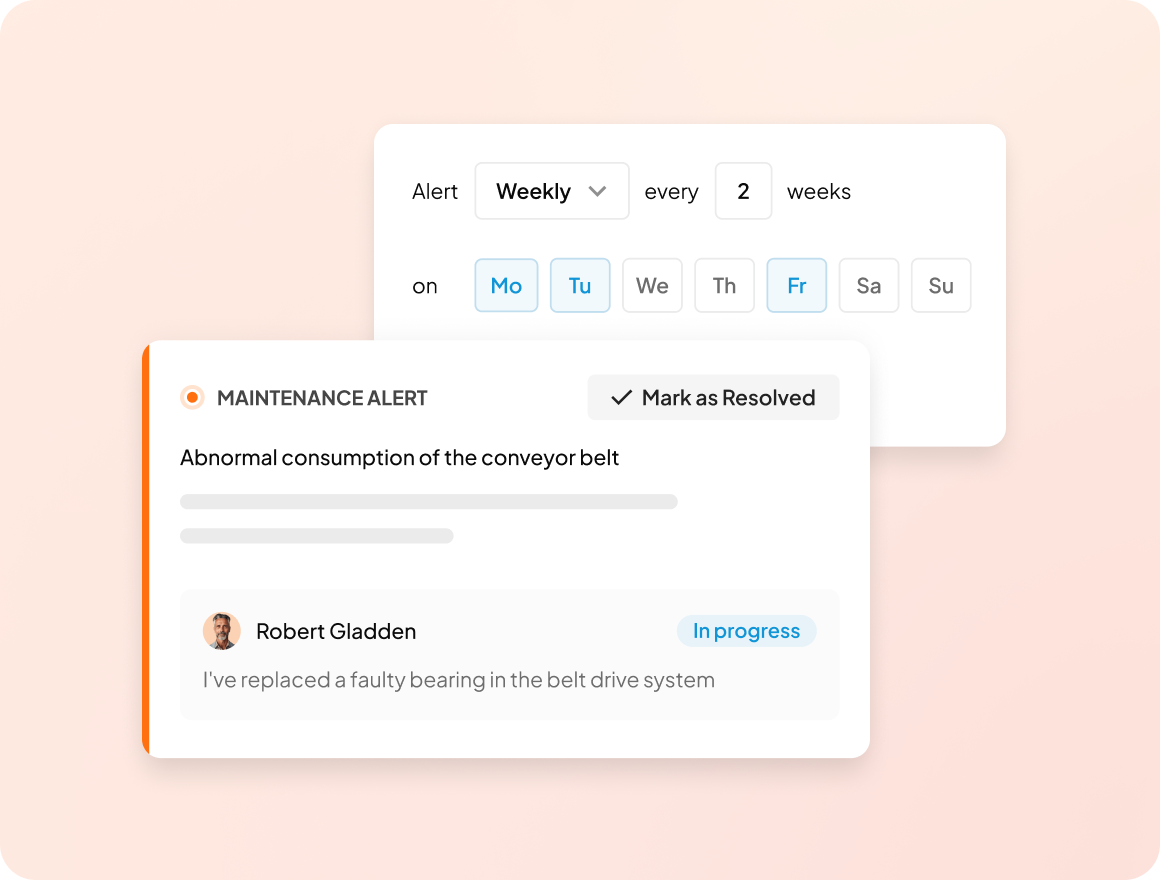 Alert Weekly every 2 weeks
on Mo Tu We Th Fr Sa Su
MAINTENANCE ALERT Mark as Resolved
Abnormal consumption of the conveyor belt
Robert Gladden In progress
I've replaced a faulty bearing in the belt drive system